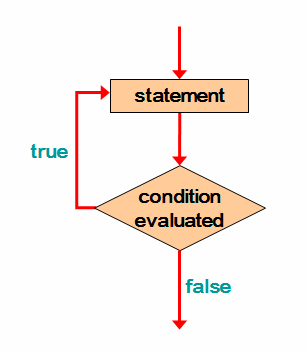 statement
true
condition
evaluated
false